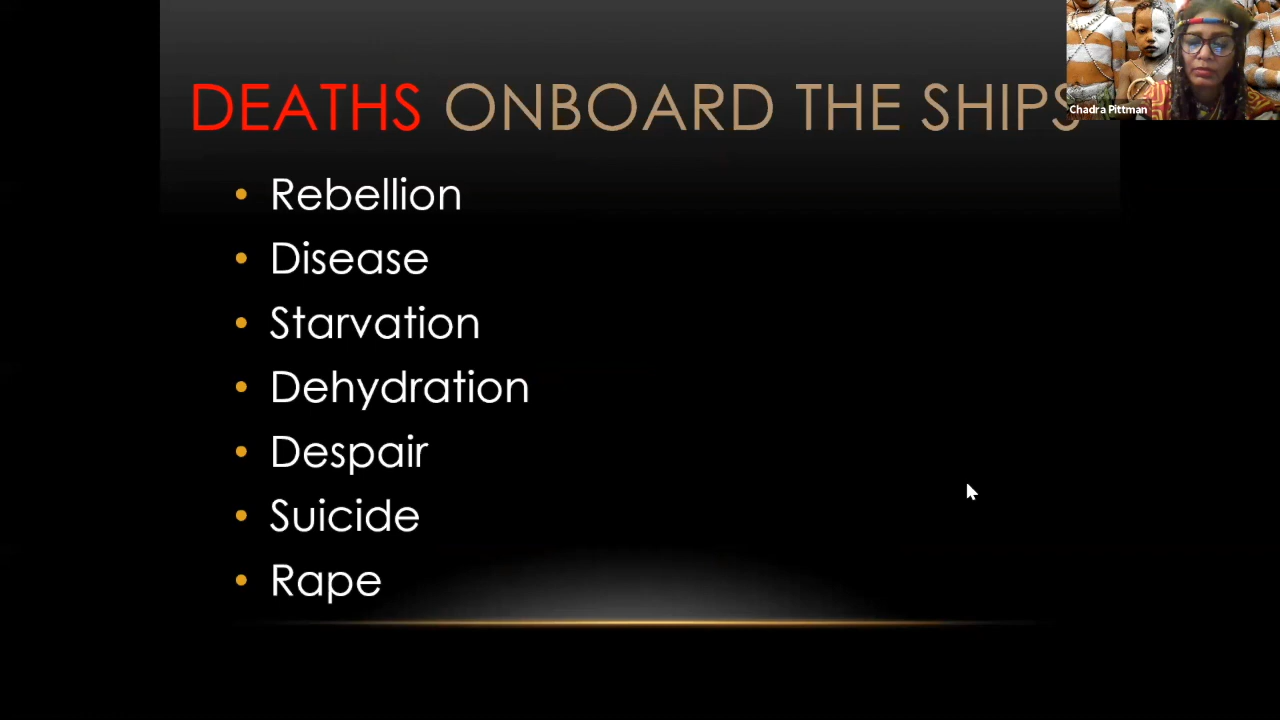 DEATHS ONBOARD THE SHIPS
Chadra Pittman
• Rebellion
• Disease
• Starvation
• Dehydration
• Despair
• Suicide
• Rape